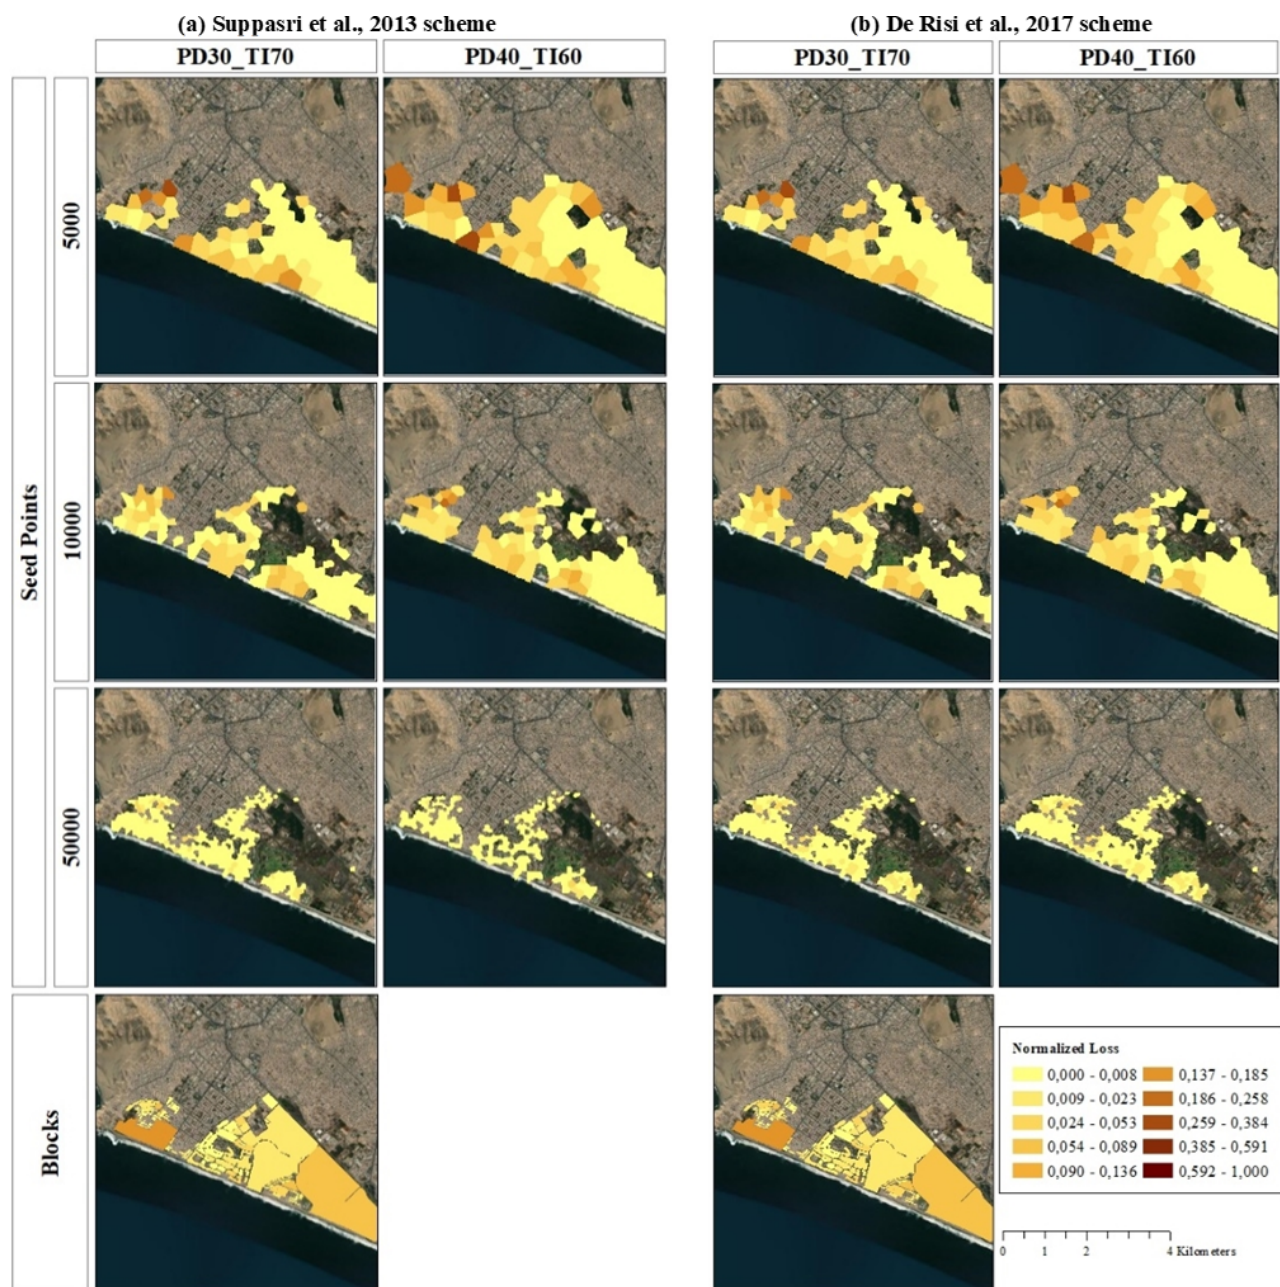 (a) Suppasri et al., 2013 scheme
(b) De Risi et al., 2017 scheme
PD30_TI70
PD40_TI60
PD30_TI70
PD40_TI60
Seed Points
5000
10000
50000
Blocks
Normalized Loss
0,000 - 0,008
0,137 - 0,185
0,009 - 0,023
0,186 - 0,258
0,024 - 0,053
0,259 - 0,384
0,054 - 0,089
0,385 - 0,591
0,090 - 0,136
0,592 - 1,000
0 1 2 4 Kilometers